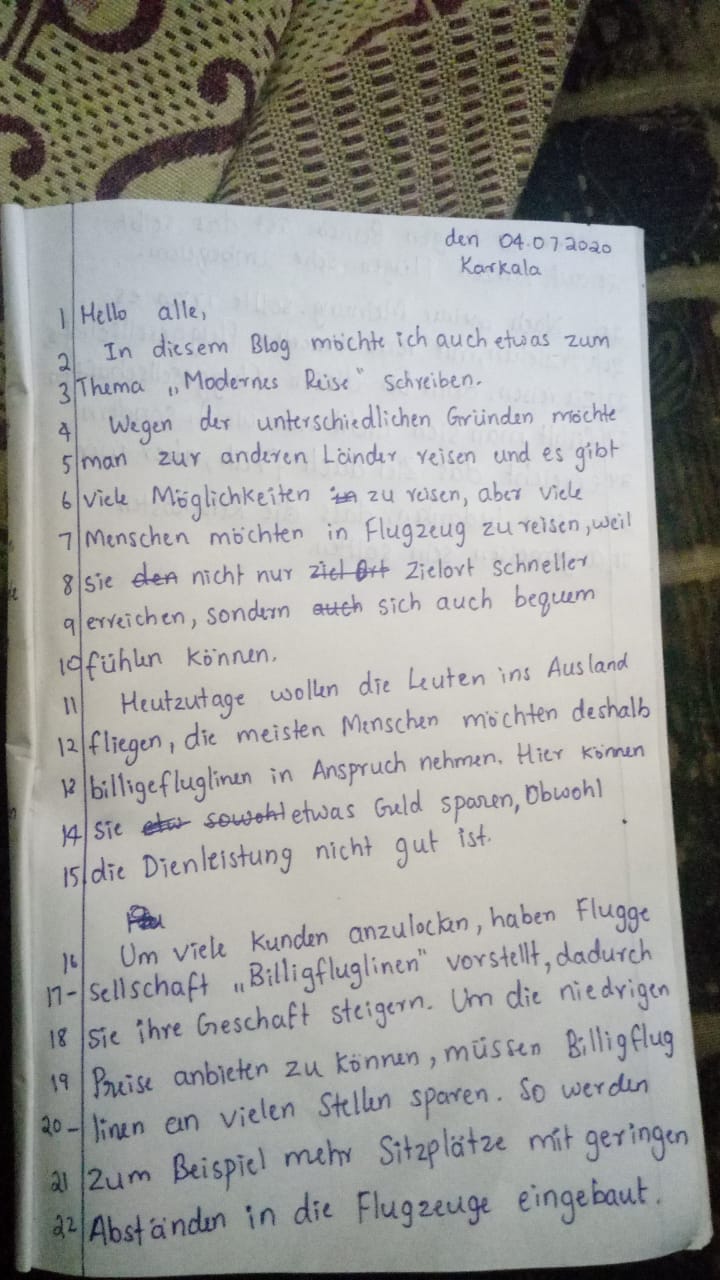 den 04.07.2020
Karkala
1 Hello alle,
2 In diesem Blog möchte ich auch etwas zum
3 Thema „Modernes Reise" schreiben.
4 Wegen der unterschiedlichen Gründen möchte
5 man zur anderen Länder reisen und es gibt
6 viele Möglichkeiten in zu reisen, aber viele
7 Menschen möchten in Flugzeug zu reisen, weil
8 sie den nicht nur Ziel Ort Zielort schneller
9 erreichen, sondern auch sich auch bequem
10 fühlen können.
11 Heutzutage wollen die Leuten ins Ausland
12 fliegen, die meisten Menschen möchten deshalb
13 billigefluglinen in Anspruch nehmen. Hier können
14 sie etw sowohl etwas Geld sparen, Obwohl
15 die Dienleistung nicht gut ist.
16 Um viele Kunden anzulocken, haben Flugge
17- sellschaft „Billigfluglinen" vorstellt, dadurch
18 sie ihre Geschaft steigern. Um die niedrigen
19 Preise anbieten zu können, müssen Billigflug
20- linen an vielen Stellen sparen. So werden
21 zum Beispiel mehr Sitzplätze mit geringen
22 Abständen in die Flugzeuge eingebaut.